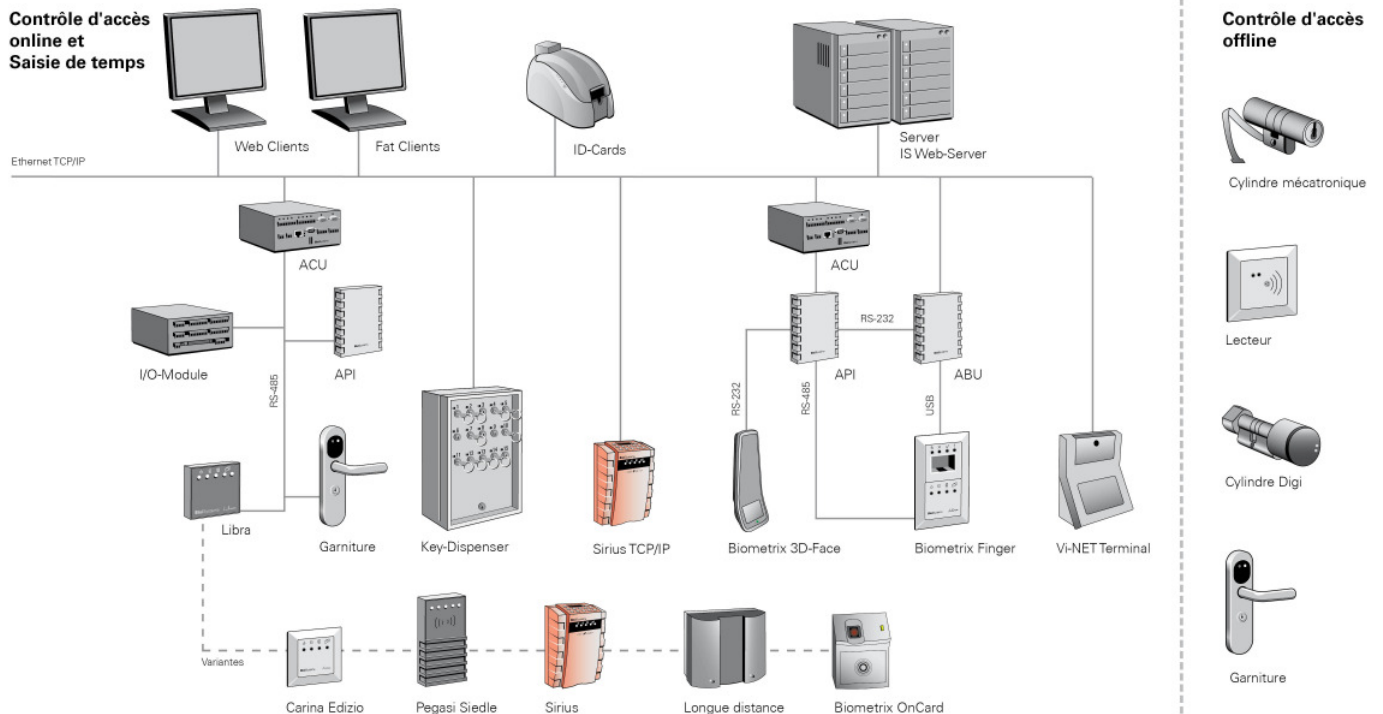 Contrôle d'accès
online et
Saisie de temps
Contrôle d'accès
offline
Web Clients
Fat Clients
ID-Cards
Server
IS Web-Server
Ethernet TCP/IP
Cylindre mécatronique
ACU
ACU
I/O-Module
API
RS-485
RS-232
API
ABU
RS-232
RS-485
USB
Lecteur
Libra
Garniture
Key-Dispenser
Sirius TCP/IP
Biometrix 3D-Face
Biometrix Finger
Vi-NET Terminal
Cylindre Digi
Variantes
Carina Edizio
Pegasi Siedle
Sirius
Longue distance
Biometrix OnCard
Garniture